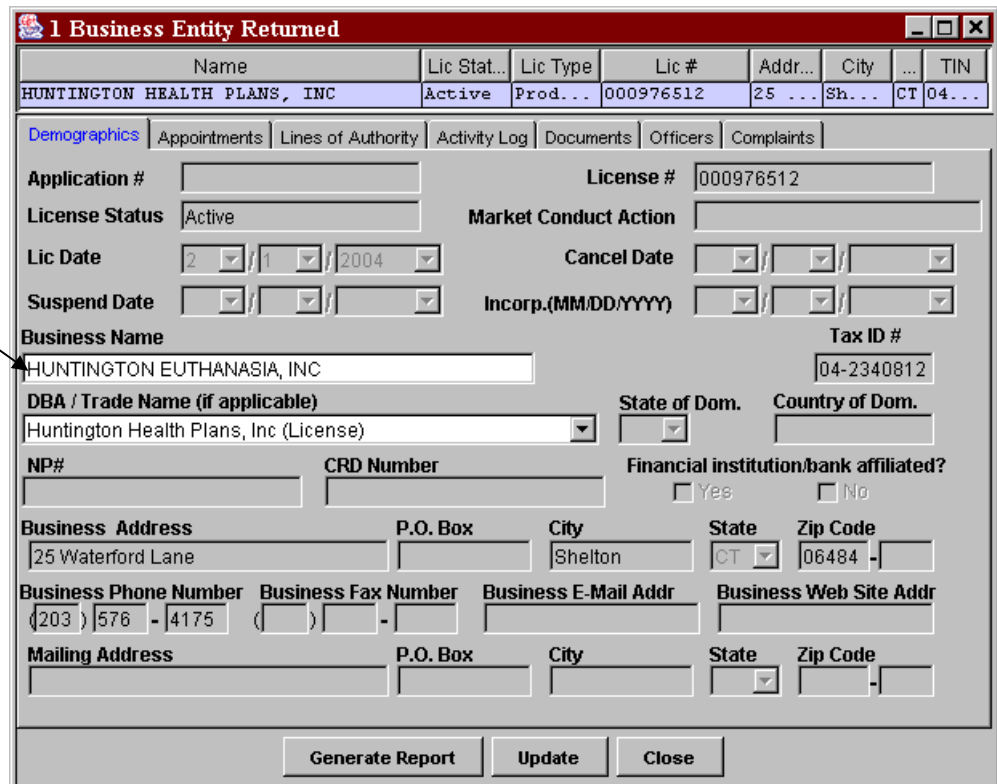 1 Business Entity Returned
Name Lic Stat... Lic Type Lic # Addr... City ... TIN
HUNTINGTON HEALTH PLANS, INC Active Prod... 000976512 25 ... Sh... CT 04...
Demographics Appointments Lines of Authority Activity Log Documents Officers Complaints
Application # License # 000976512
License Status Active Market Conduct Action
Lic Date 2 / 1 / 2004 Cancel Date / /
Suspend Date / / Incorp.(MM/DD/YYYY) / /
Business Name Tax ID #
HUNTINGTON EUTHANASIA, INC 04-2340812
DBA / Trade Name (if applicable) State of Dom. Country of Dom.
Huntington Health Plans, Inc (License)
NP# CRD Number Financial institution/bank affiliated?
Yes No
Business Address P.O. Box City State Zip Code
25 Waterford Lane Shelton CT 06484 -
Business Phone Number Business Fax Number Business E-Mail Addr Business Web Site Addr
(203) 576 - 4175 ( ) -
Mailing Address P.O. Box City State Zip Code
-
Generate Report Update Close